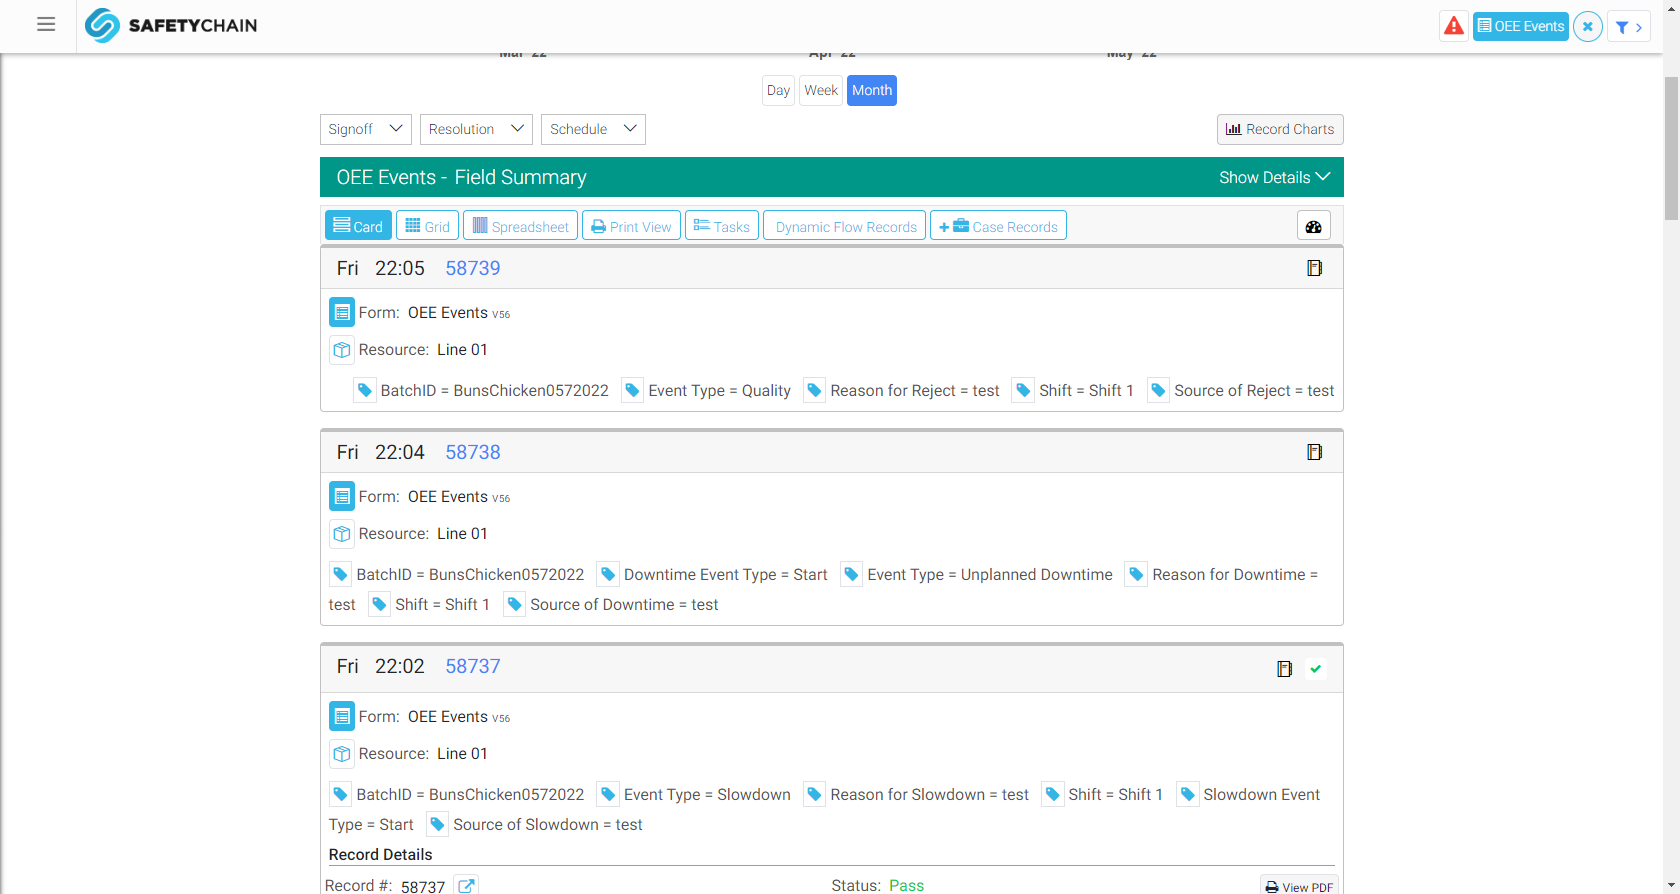 SAFETYCHAIN
OEE Events
Mar '22 Apr '22 May '22
Day Week Month
Signoff Resolution Schedule Record Charts
OEE Events - Field Summary Show Details
Card Grid Spreadsheet Print View Tasks Dynamic Flow Records + Case Records
Fri 22:05 58739
Form: OEE Events V56
Resource: Line 01
BatchID = BunsChicken0572022 Event Type = Quality Reason for Reject = test Shift = Shift 1 Source of Reject = test
Fri 22:04 58738
Form: OEE Events V56
Resource: Line 01
BatchID = BunsChicken0572022 Downtime Event Type = Start Event Type = Unplanned Downtime Reason for Downtime =
test Shift = Shift 1 Source of Downtime = test
Fri 22:02 58737
Form: OEE Events V56
Resource: Line 01
BatchID = BunsChicken0572022 Event Type = Slowdown Reason for Slowdown = test Shift = Shift 1 Slowdown Event
Type = Start Source of Slowdown = test
Record Details
Record #: 58737 Status: Pass View PDF